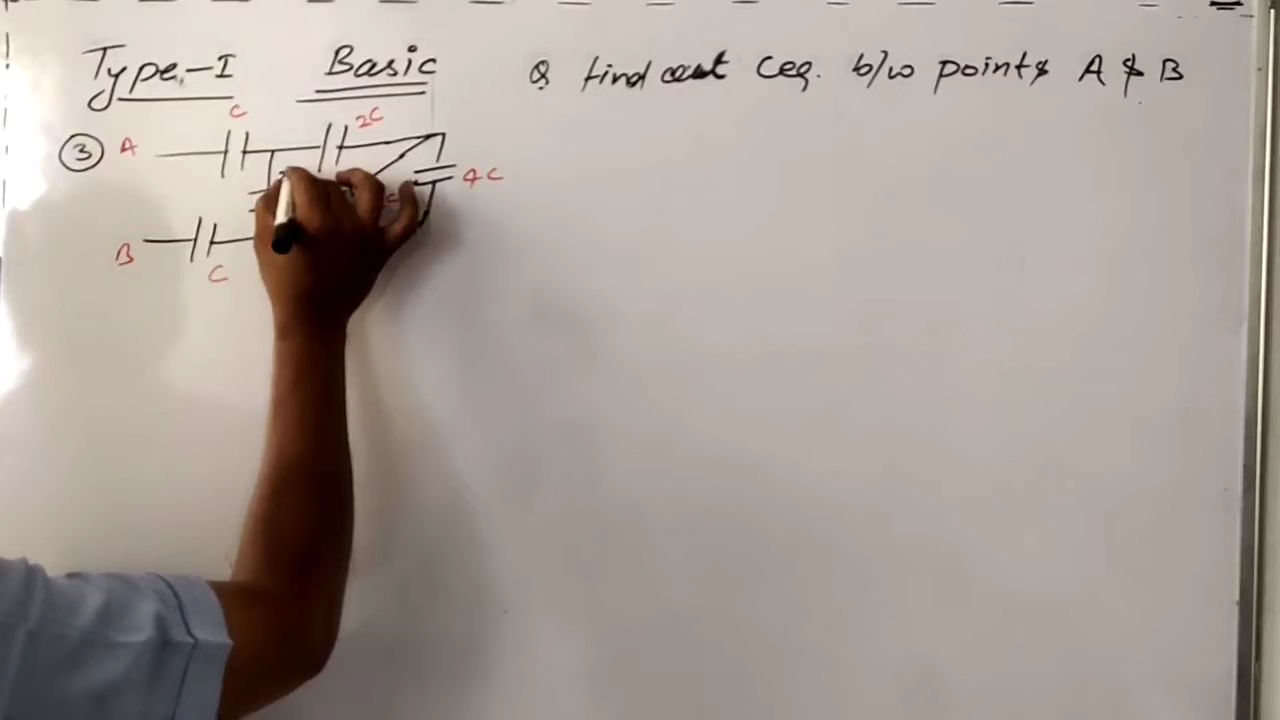 Type-I Basic
Q find Ceq. b/w points A & B
C 2C
③ A
4C
C
B
C